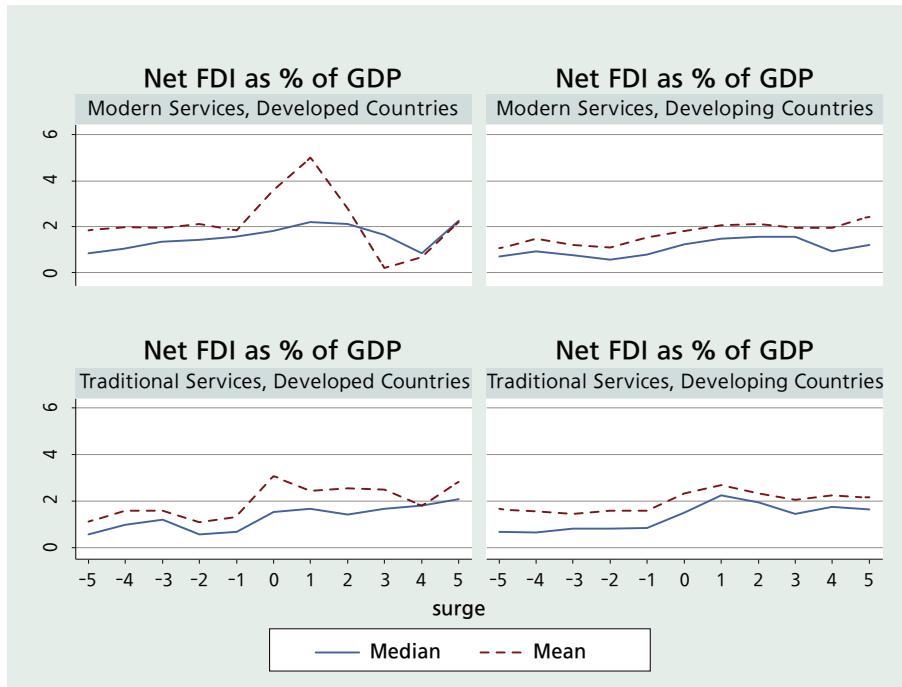 Net FDI as % of GDP
Modern Services, Developed Countries
6
4
2
0
Net FDI as % of GDP
Modern Services, Developing Countries
Net FDI as % of GDP
Traditional Services, Developed Countries
6
4
2
0
-5 -4 -3 -2 -1 0 1 2 3 4 5
Net FDI as % of GDP
Traditional Services, Developing Countries
-5 -4 -3 -2 -1 0 1 2 3 4 5
surge
Median Mean